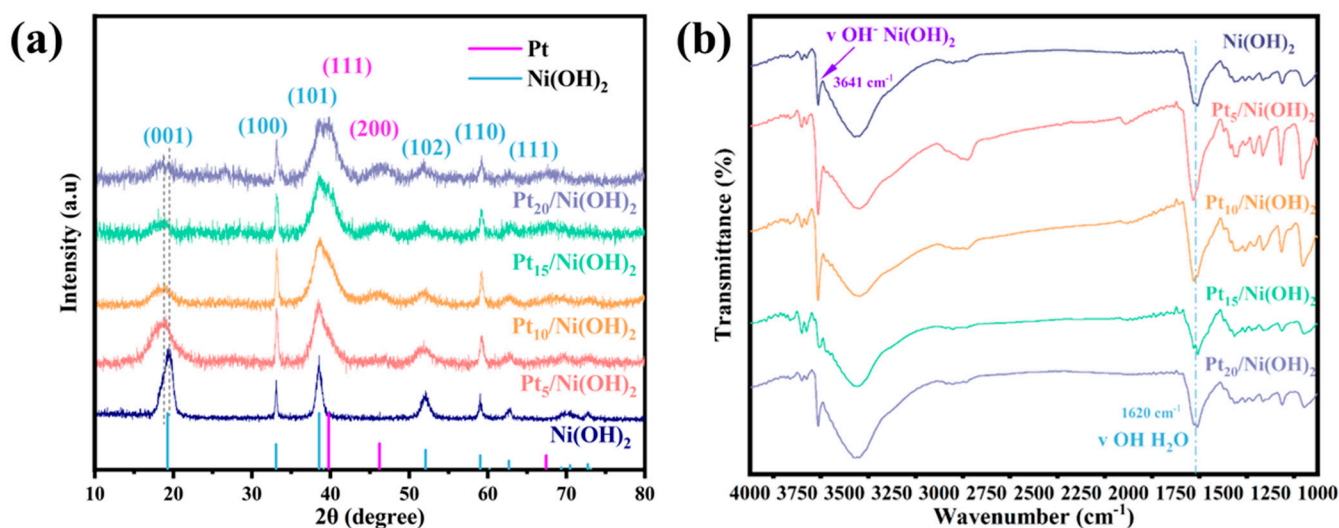 (a)
Pt
Ni(OH)2
(111)
(101)
(001)
(100)
(200)
(102)
(110)
(111)
Pt20/Ni(OH)2
Pt15/Ni(OH)2
Pt10/Ni(OH)2
Pt5/Ni(OH)2
Ni(OH)2
Intensity (a.u)
10 20 30 40 50 60 70 80
2θ (degree)
(b)
v OH- Ni(OH)2
3641 cm-1
Ni(OH)2
Pt5/Ni(OH)2
Pt10/Ni(OH)2
Pt15/Ni(OH)2
Pt20/Ni(OH)2
1620 cm-1
v OH H2O
Transmittance (%)
4000 3750 3500 3250 3000 2750 2500 2250 2000 1750 1500 1250 1000
Wavenumber (cm-1)